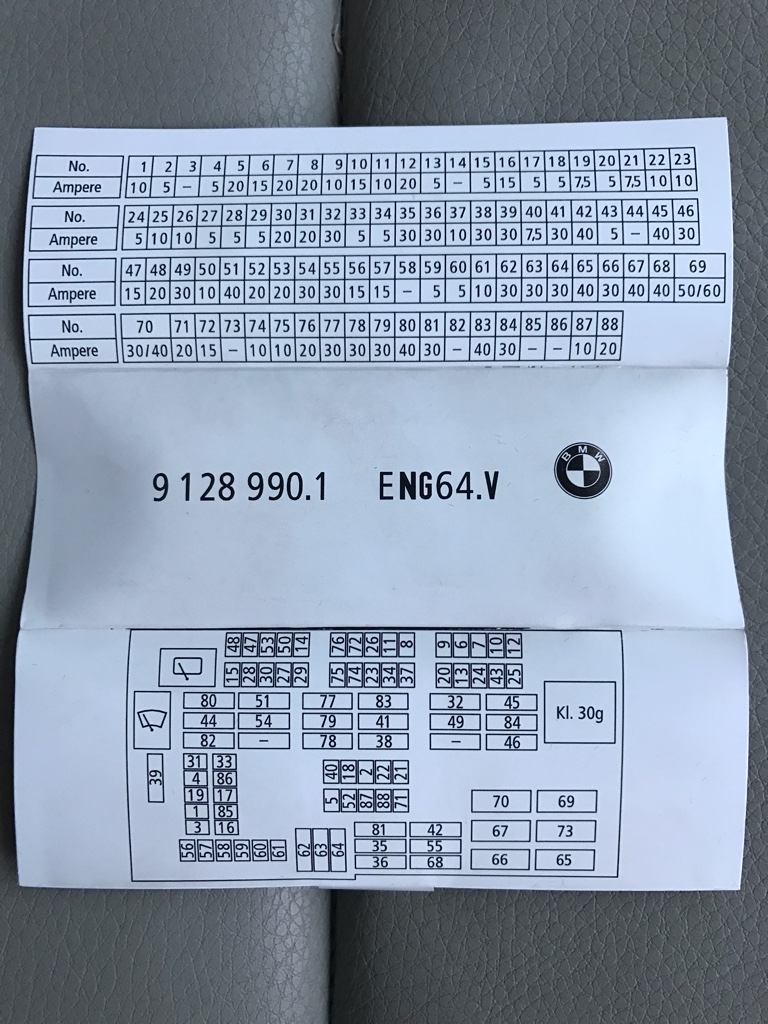 No. 1 2 3 4 5 6 7 8 9 10 11 12 13 14 15 16 17 18 19 20 21 22 23
Ampere 10 5 – 5 20 15 20 20 10 15 10 20 5 – 5 15 5 5 7,5 5 7,5 10 10
No. 24 25 26 27 28 29 30 31 32 33 34 35 36 37 38 39 40 41 42 43 44 45 46
Ampere 5 10 10 5 5 5 20 20 30 5 5 30 30 10 30 30 7,5 30 40 5 – 40 30
No. 47 48 49 50 51 52 53 54 55 56 57 58 59 60 61 62 63 64 65 66 67 68 69
Ampere 15 20 30 10 40 20 20 30 30 15 15 – 5 5 10 30 30 30 40 30 40 40 50/60
No. 70 71 72 73 74 75 76 77 78 79 80 81 82 83 84 85 86 87 88
Ampere 30/40 20 15 – 10 10 20 30 30 30 40 30 – 40 30 – – 10 20
BMW
9 128 990.1 ENG64.V
48 47 53 50 14 76 72 26 11 8 9 6 7 10 12
15 28 30 27 29 75 74 23 34 37 20 13 24 43 25
80 51 77 83 32 45
44 54 79 41 49 84
82 – 78 38 – 46
Kl. 30g
39
31 33
4 86
19 17
1 85
3 16
40 18 2 22 21
5 52 87 88 71
70 69
67 73
66 65
56 57 58 59 60 61
62 63 64
81 42
35 55
36 68